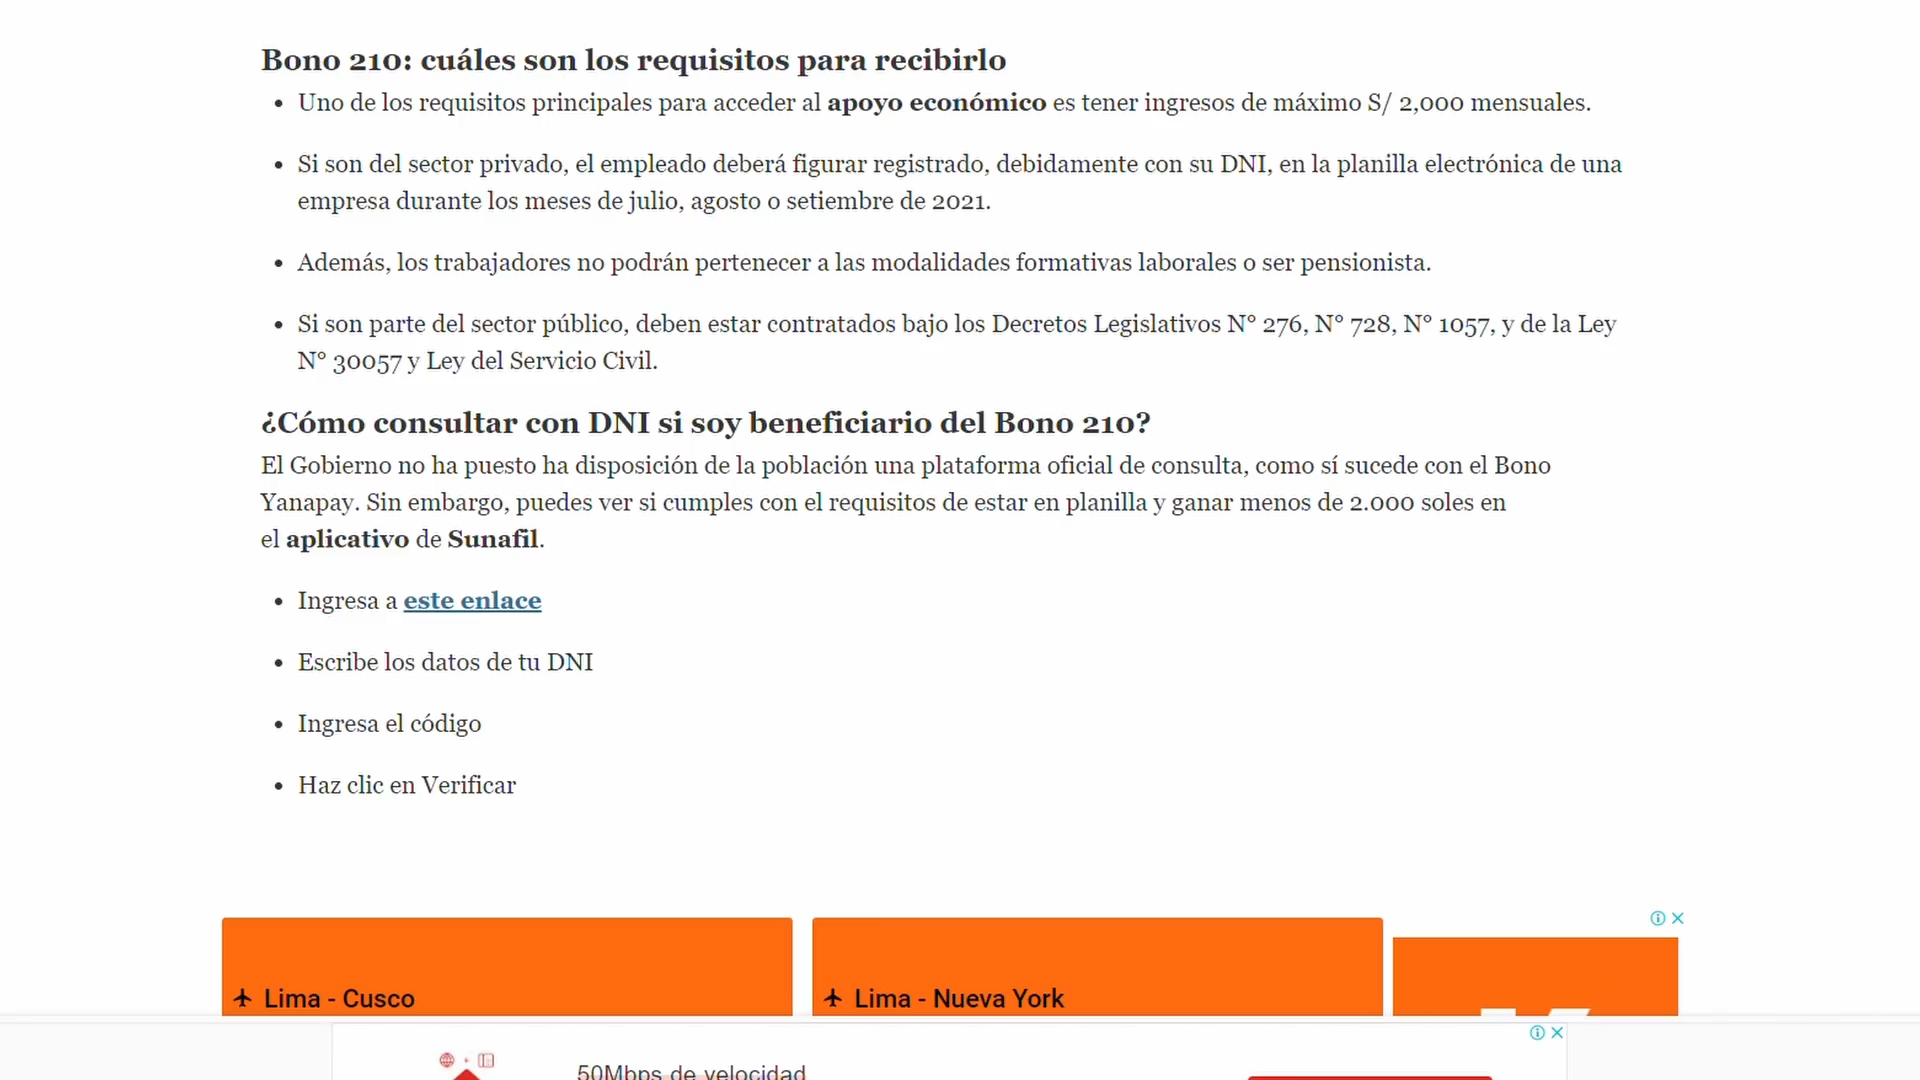 Bono 210: cuáles son los requisitos para recibirlo
• Uno de los requisitos principales para acceder al apoyo económico es tener ingresos de máximo S/ 2,000 mensuales.
• Si son del sector privado, el empleado deberá figurar registrado, debidamente con su DNI, en la planilla electrónica de una
empresa durante los meses de julio, agosto o setiembre de 2021.
• Además, los trabajadores no podrán pertenecer a las modalidades formativas laborales o ser pensionista.
• Si son parte del sector público, deben estar contratados bajo los Decretos Legislativos N° 276, N° 728, N° 1057, y de la Ley
N° 30057 y Ley del Servicio Civil.
¿Cómo consultar con DNI si soy beneficiario del Bono 210?
El Gobierno no ha puesto ha disposición de la población una plataforma oficial de consulta, como sí sucede con el Bono
Yanapay. Sin embargo, puedes ver si cumples con el requisitos de estar en planilla y ganar menos de 2.000 soles en
el aplicativo de Sunafil.
• Ingresa a este enlace
• Escribe los datos de tu DNI
• Ingresa el código
• Haz clic en Verificar
Lima - Cusco
Lima - Nueva York
50Mbps de velocidad